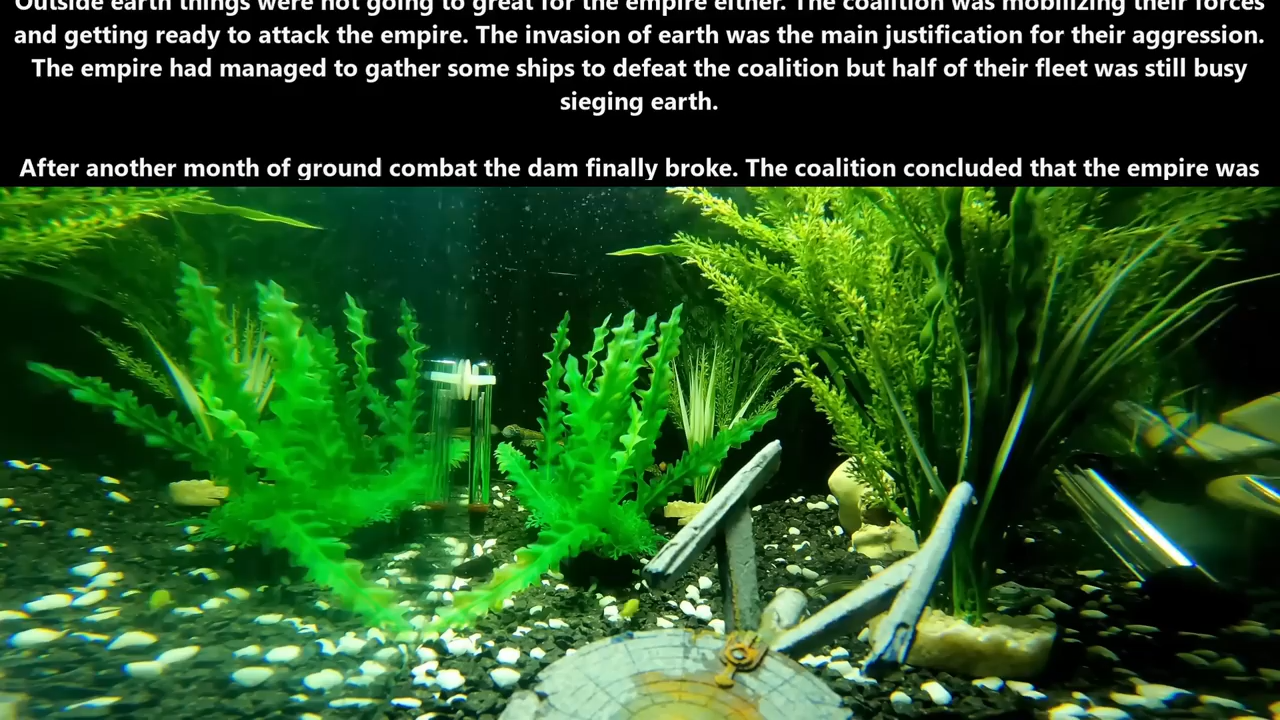 Outside earth things were not going to great for the empire either. The coalition was mobilizing their forces
and getting ready to attack the empire. The invasion of earth was the main justification for their aggression.
The empire had managed to gather some ships to defeat the coalition but half of their fleet was still busy
sieging earth.
After another month of ground combat the dam finally broke. The coalition concluded that the empire was